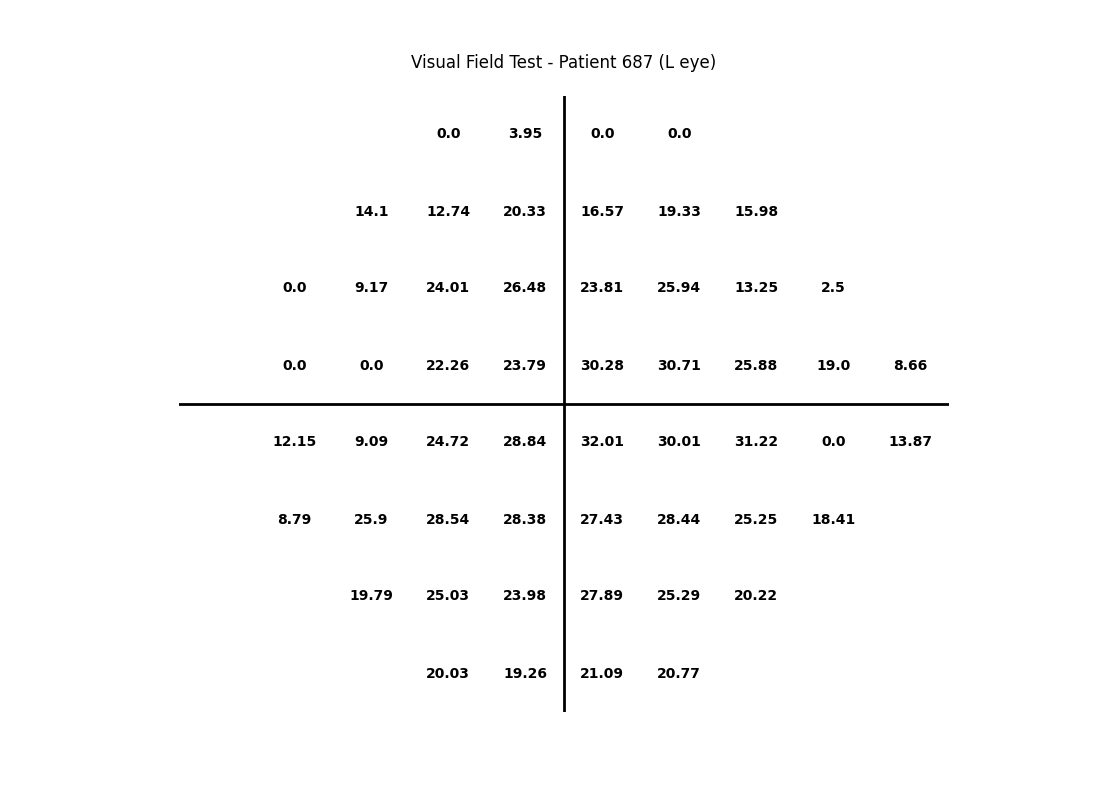 Visual Field Test - Patient 687 (L eye)
0.0 3.95 0.0 0.0
14.1 12.74 20.33 16.57 19.33 15.98
0.0 9.17 24.01 26.48 23.81 25.94 13.25 2.5
0.0 0.0 22.26 23.79 30.28 30.71 25.88 19.0 8.66
12.15 9.09 24.72 28.84 32.01 30.01 31.22 0.0 13.87
8.79 25.9 28.54 28.38 27.43 28.44 25.25 18.41
19.79 25.03 23.98 27.89 25.29 20.22
20.03 19.26 21.09 20.77